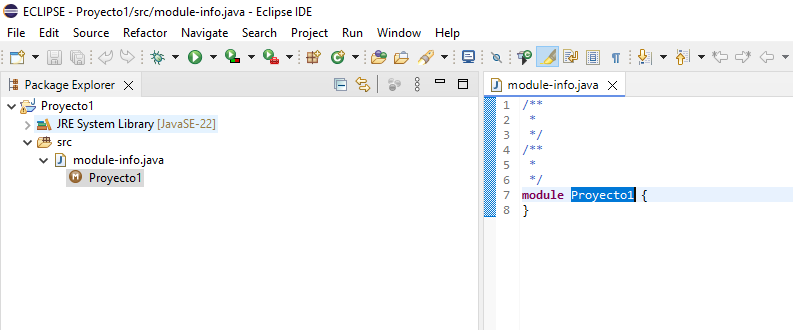 ECLIPSE - Proyecto1/src/module-info.java - Eclipse IDE
File Edit Source Refactor Navigate Search Project Run Window Help
Package Explorer
Proyecto1
JRE System Library [JavaSE-22]
src
module-info.java
Proyecto1
module-info.java
1 /**
2 *
3 */
4 /**
5 *
6 */
7 module Proyecto1 {
8 }